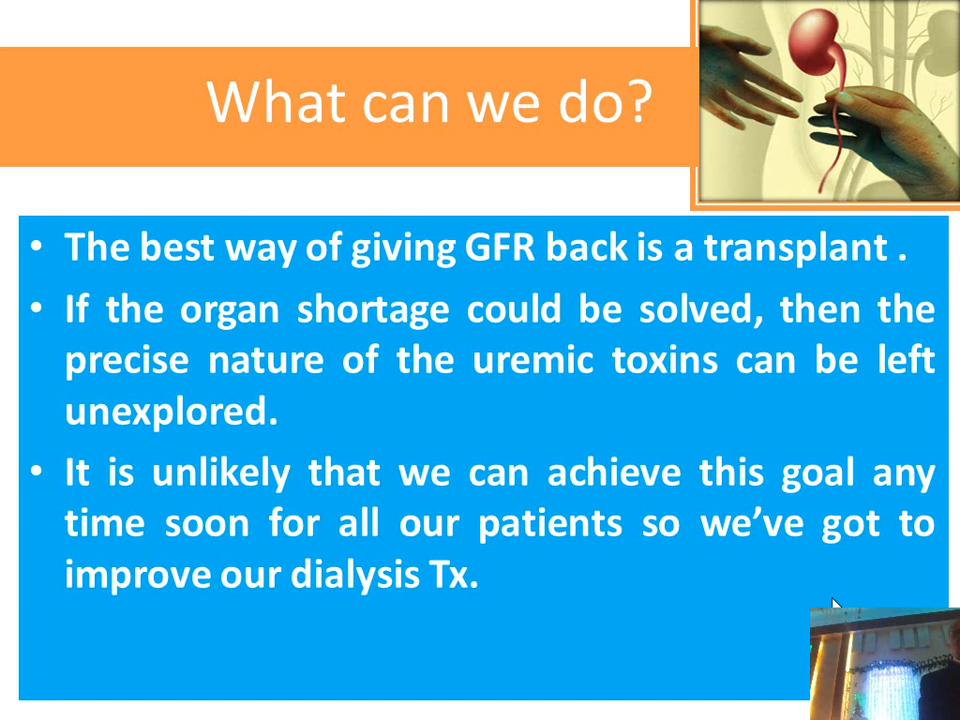 What can we do?
• The best way of giving GFR back is a transplant .
• If the organ shortage could be solved, then the
precise nature of the uremic toxins can be left
unexplored.
• It is unlikely that we can achieve this goal any
time soon for all our patients so we’ve got to
improve our dialysis Tx.